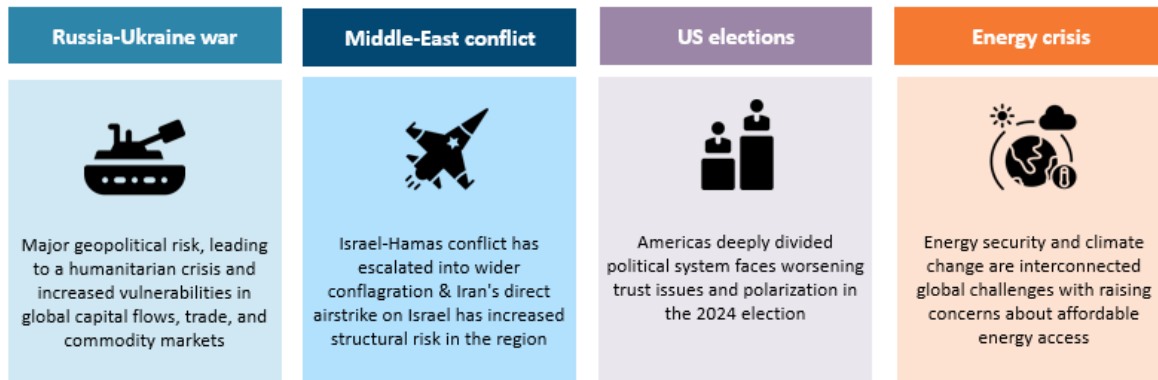 Russia-Ukraine war
Major geopolitical risk, leading
to a humanitarian crisis and
increased vulnerabilities in
global capital flows, trade, and
commodity markets
Middle-East conflict
Israel-Hamas conflict has
escalated into wider
conflagration & Iran's direct
airstrike on Israel has increased
structural risk in the region
US elections
Americas deeply divided
political system faces worsening
trust issues and polarization in
the 2024 election
Energy crisis
Energy security and climate
change are interconnected
global challenges with raising
concerns about affordable
energy access